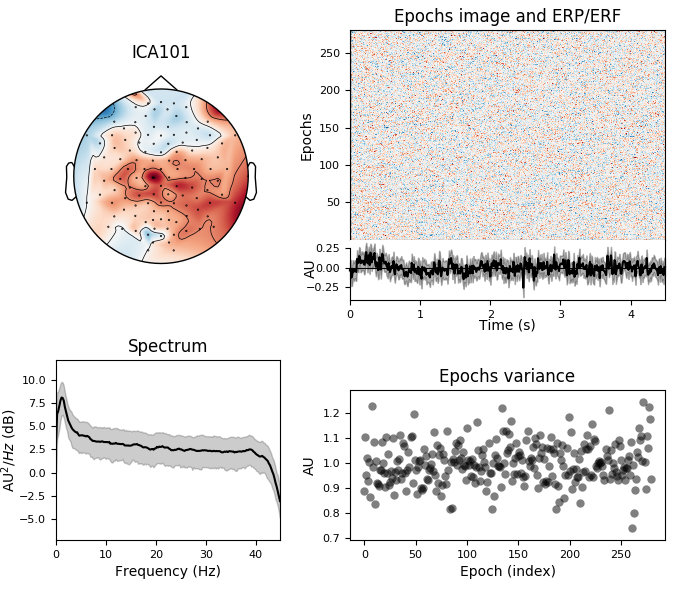 ICA101
Epochs image and ERP/ERF
Epochs
250
200
150
100
50
AU
0.25
0.00
−0.25
0 1 2 3 4
Time (s)
Spectrum
AU²/Hz (dB)
10.0
7.5
5.0
2.5
0.0
−2.5
−5.0
0 10 20 30 40
Frequency (Hz)
Epochs variance
AU
1.2
1.1
1.0
0.9
0.8
0.7
0 50 100 150 200 250
Epoch (index)